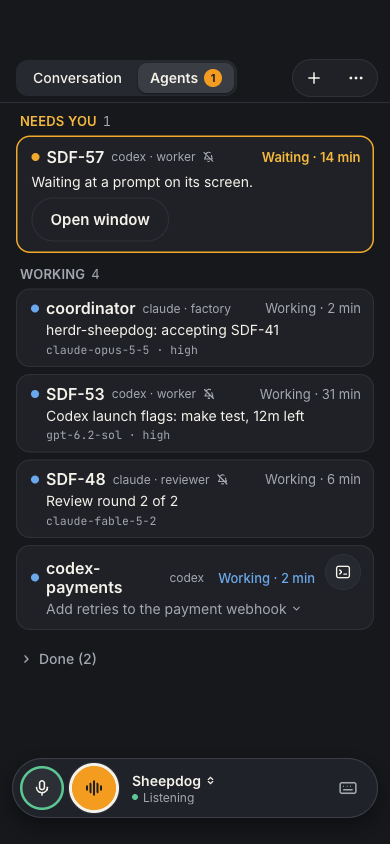 Conversation
Agents 1
NEEDS YOU 1
SDF-57 codex · worker Waiting · 14 min
Waiting at a prompt on its screen.
Open window
WORKING 4
coordinator claude · factory Working · 2 min
herdr-sheepdog: accepting SDF-41
claude-opus-5-5 · high
SDF-53 codex · worker Working · 31 min
Codex launch flags: make test, 12m left
gpt-6.2-sol · high
SDF-48 claude · reviewer Working · 6 min
Review round 2 of 2
claude-fable-5-2
codex-
payments codex Working · 2 min
Add retries to the payment webhook
Done (2)
Sheepdog
Listening